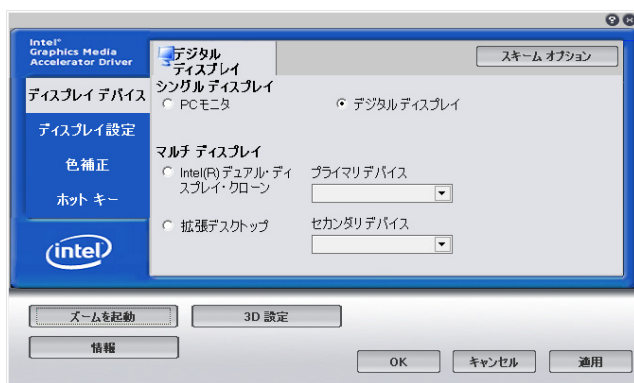 Intel®
Graphics Media
Accelerator Driver
デジタル
ディスプレイ
スキーム オプション
ディスプレイ デバイス
ディスプレイ設定
色補正
ホット キー
intel
シングル ディスプレイ
PCモニタ
デジタル ディスプレイ
マルチ ディスプレイ
Intel(R) デュアル・ディ
スプレイ・クローン
プライマリ デバイス
拡張デスクトップ
セカンダリ デバイス
ズームを起動
3D 設定
情報
OK
キャンセル
適用